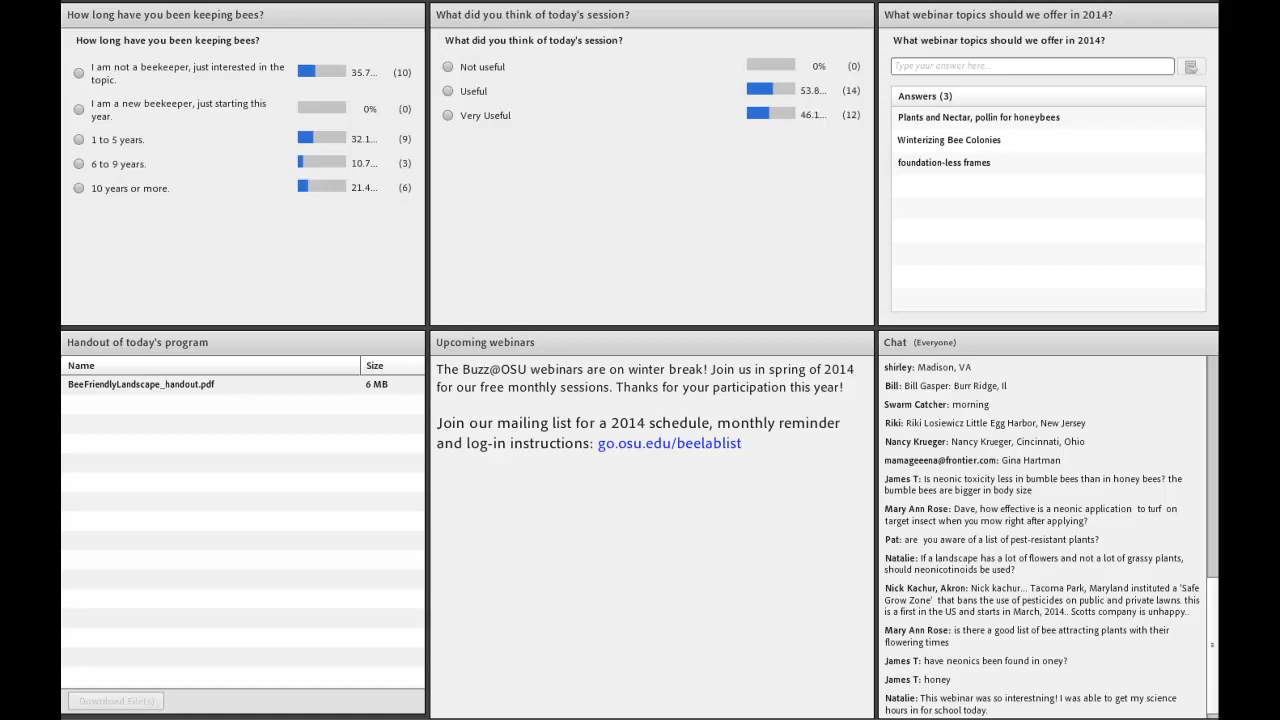 How long have you been keeping bees?
How long have you been keeping bees?
I am not a beekeeper, just interested in the
topic.
35.7... (10)
I am a new beekeeper, just starting this
year.
0% (0)
1 to 5 years. 32.1... (9)
6 to 9 years. 10.7... (3)
10 years or more. 21.4... (6)
What did you think of today's session?
What did you think of today's session?
Not useful 0% (0)
Useful 53.8... (14)
Very Useful 46.1... (12)
What webinar topics should we offer in 2014?
What webinar topics should we offer in 2014?
Type your answer here...
Answers (3)
Plants and Nectar, pollin for honeybees
Winterizing Bee Colonies
foundation-less frames
Handout of today's program
Name Size
BeeFriendlyLandscape_handout.pdf 6 MB
Download File(s)
Upcoming webinars
The Buzz@OSU webinars are on winter break! Join us in spring of 2014
for our free monthly sessions. Thanks for your participation this year!
Join our mailing list for a 2014 schedule, monthly reminder
and log-in instructions: go.osu.edu/beelablist
Chat (Everyone)
shirley: Madison, VA
Bill: Bill Gasper: Burr Ridge, Il
Swarm Catcher: morning
Riki: Riki Losiewicz Little Egg Harbor, New Jersey
Nancy Krueger: Nancy Krueger, Cincinnati, Ohio
mamageeena@frontier.com: Gina Hartman
James T: Is neonic toxicity less in bumble bees than in honey bees? the
bumble bees are bigger in body size
Mary Ann Rose: Dave, how effective is a neonic application to turf on
target insect when you mow right after applying?
Pat: are you aware of a list of pest-resistant plants?
Natalie: If a landscape has a lot of flowers and not a lot of grassy plants,
should neonicotinoids be used?
Nick Kachur, Akron: Nick kachur... Tacoma Park, Maryland instituted a 'Safe
Grow Zone' that bans the use of pesticides on public and private lawns. this
is a first in the US and starts in March, 2014.. Scotts company is unhappy..
Mary Ann Rose: is there a good list of bee attracting plants with their
flowering times
James T: have neonics been found in oney?
James T: honey
Natalie: This webinar was so interestning! I was able to get my science
hours in for school today.